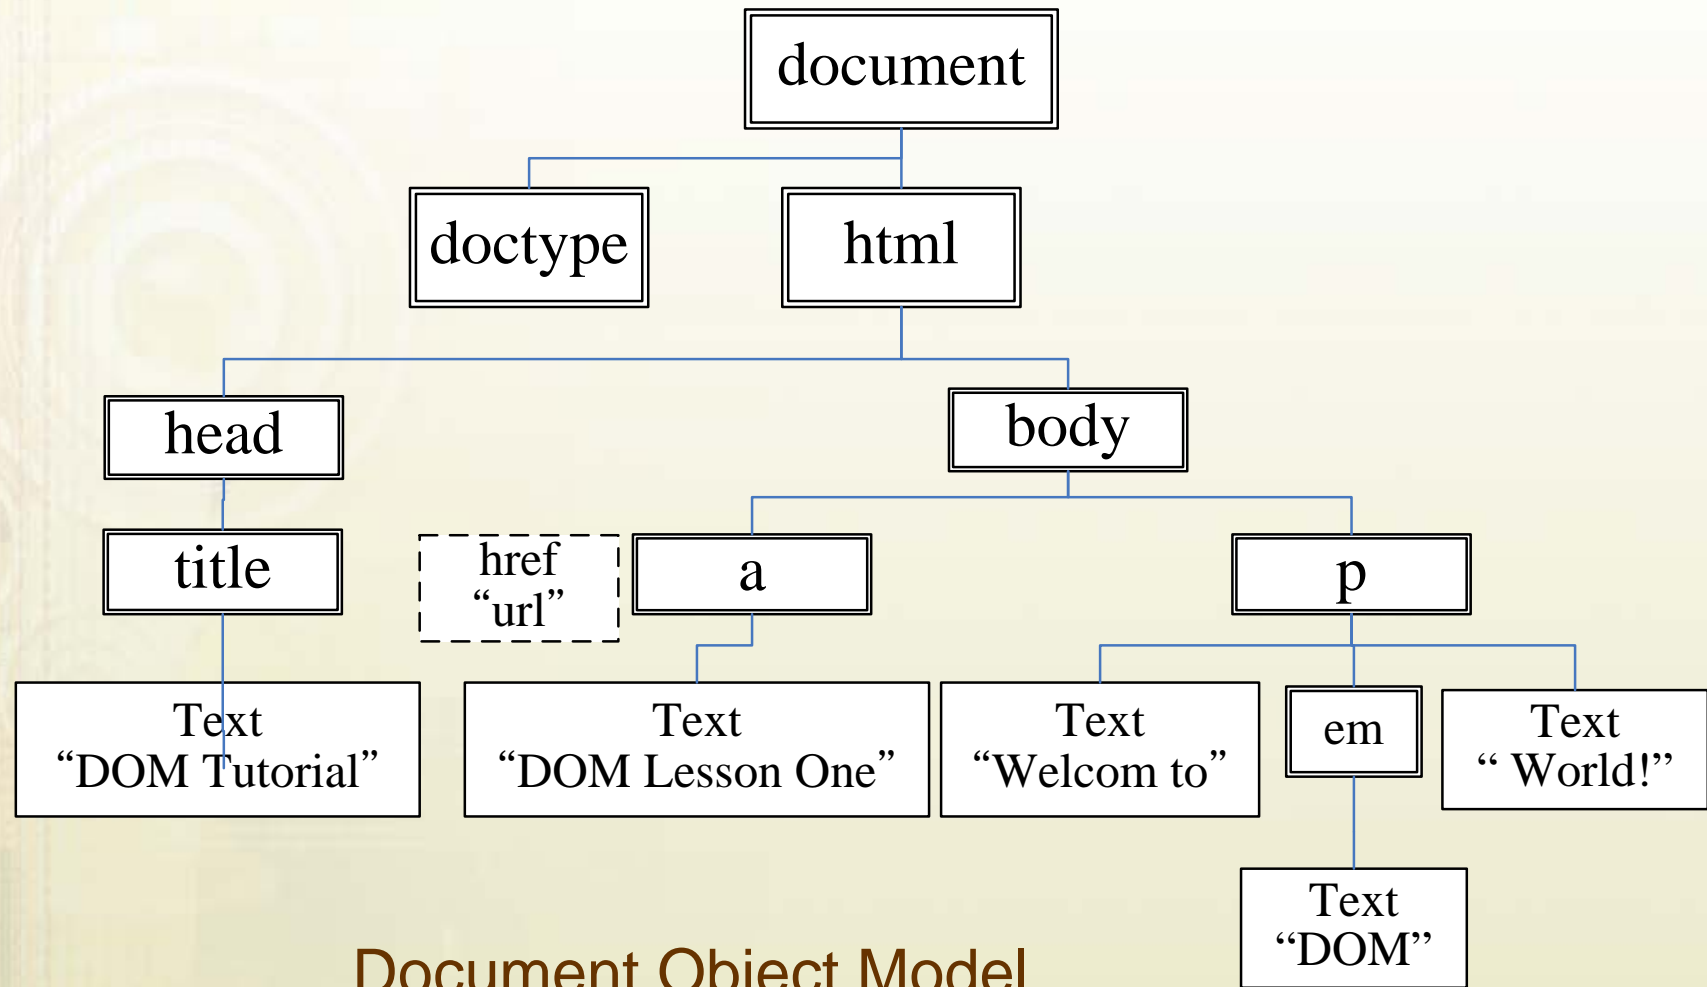 document
doctype
html
head
body
title
href
“url”
a
p
Text
“DOM Tutorial”
Text
“DOM Lesson One”
Text
“Welcom to”
em
Text
“ World!”
Text
“DOM”
Document Object Model